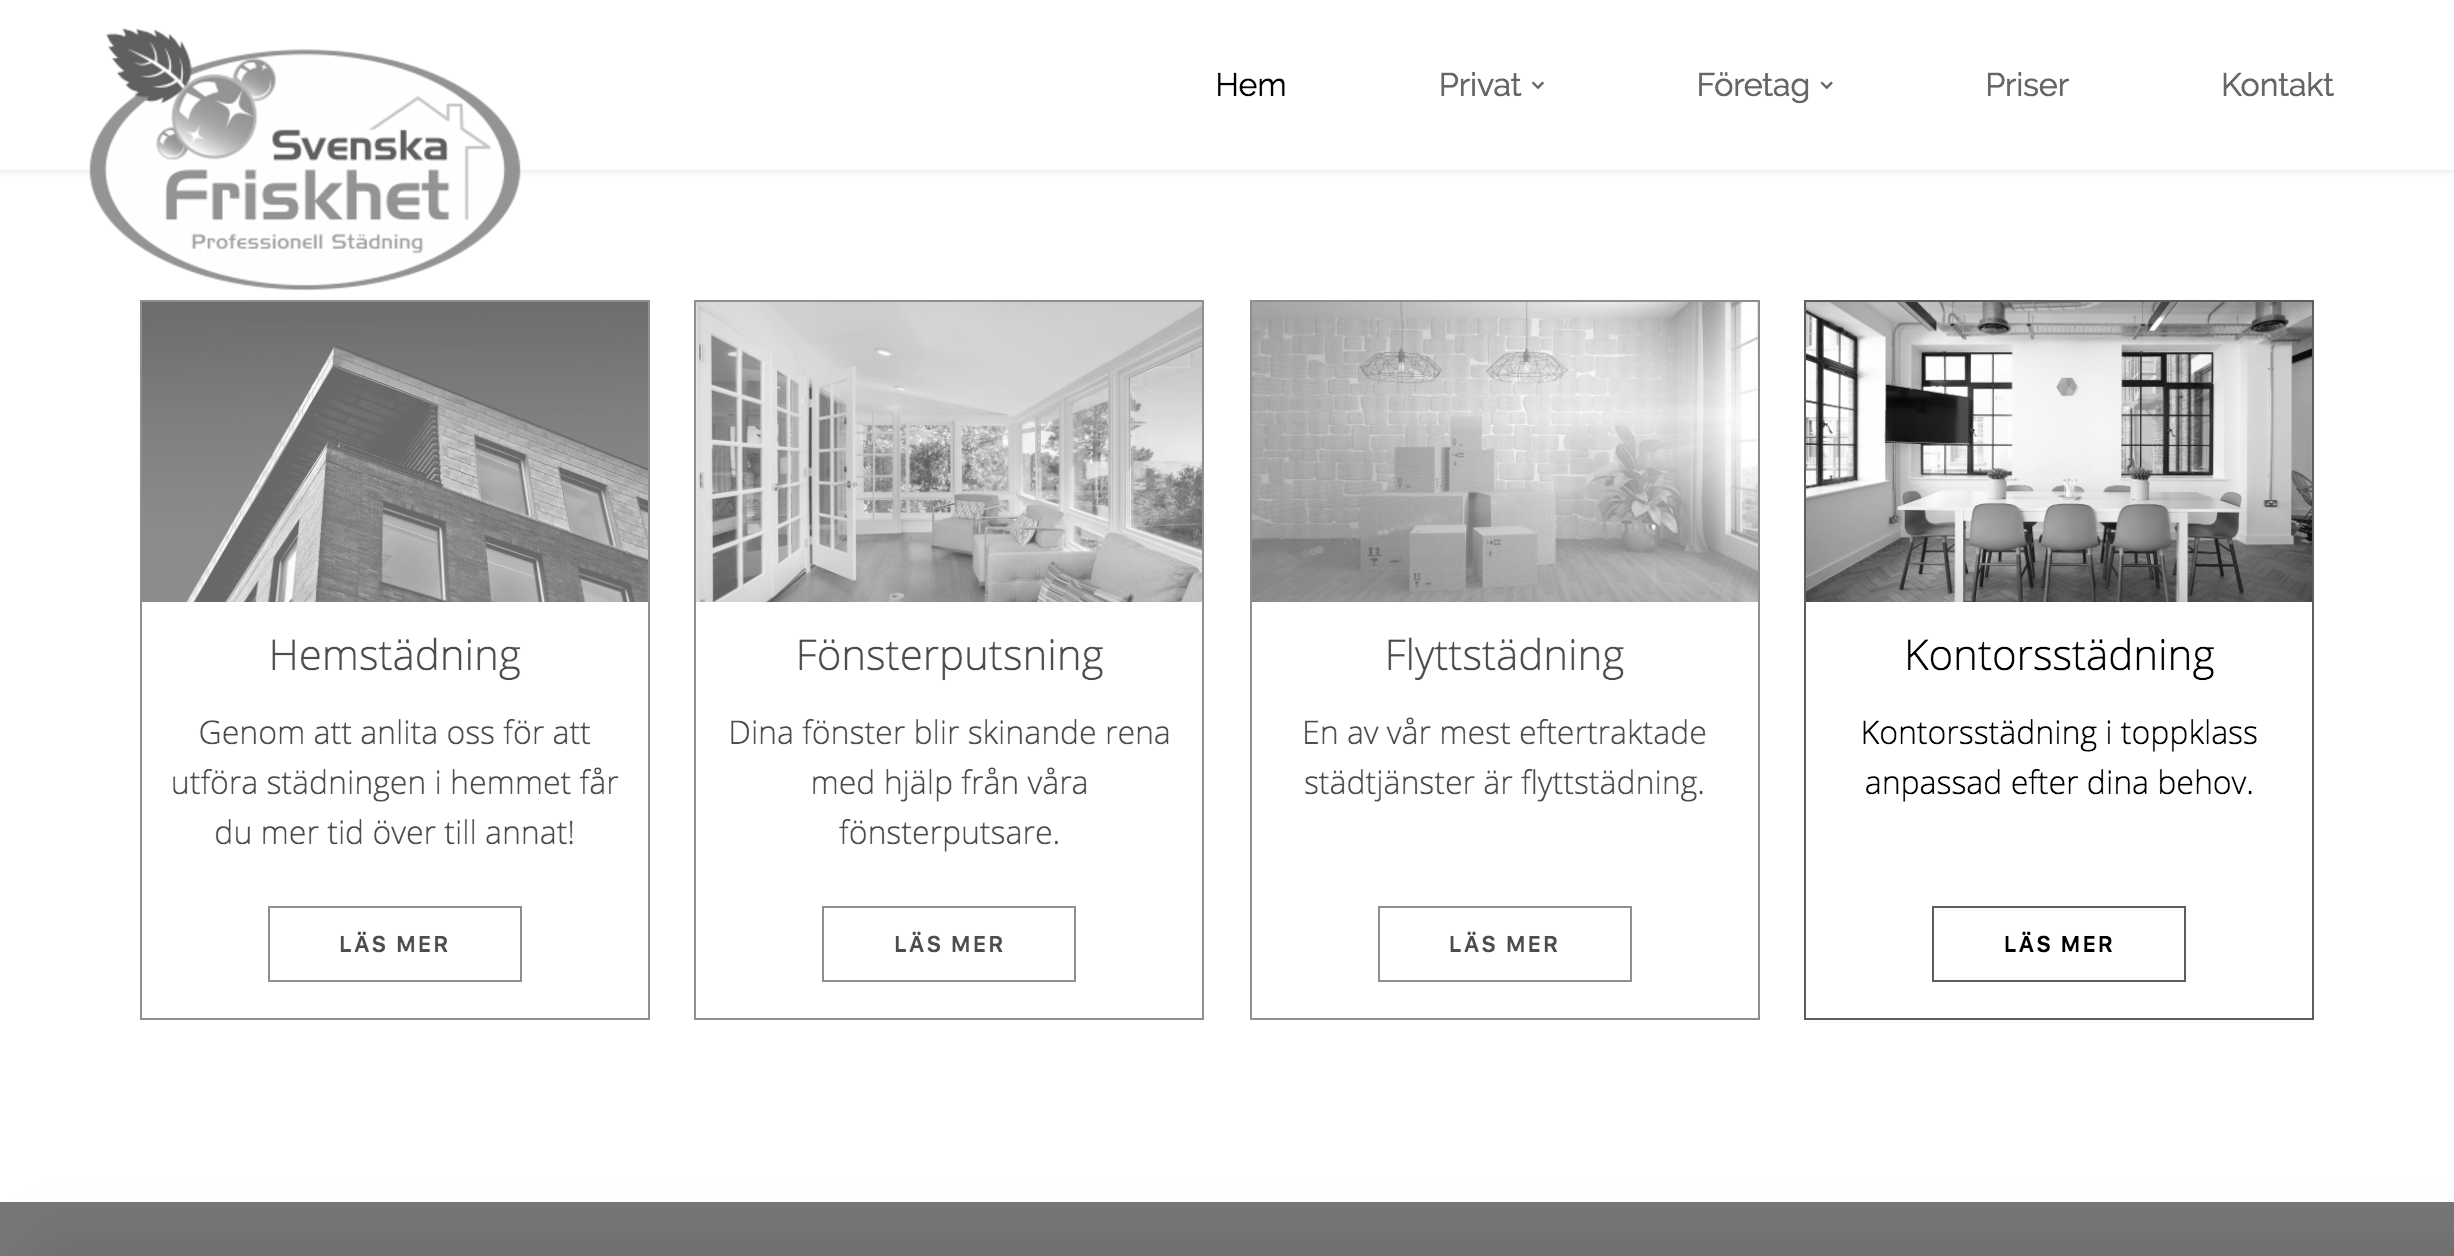 Svenska
Friskhet
Professionell Städning
Hem
Privat
Företag
Priser
Kontakt
Hemstädning
Genom att anlita oss för att
utföra städningen i hemmet får
du mer tid över till annat!
LÄS MER
Fönsterputsning
Dina fönster blir skinande rena
med hjälp från våra
fönsterputsare.
LÄS MER
Flyttstädning
En av vår mest eftertraktade
städtjänster är flyttstädning.
LÄS MER
Kontorsstädning
Kontorsstädning i toppklass
anpassad efter dina behov.
LÄS MER